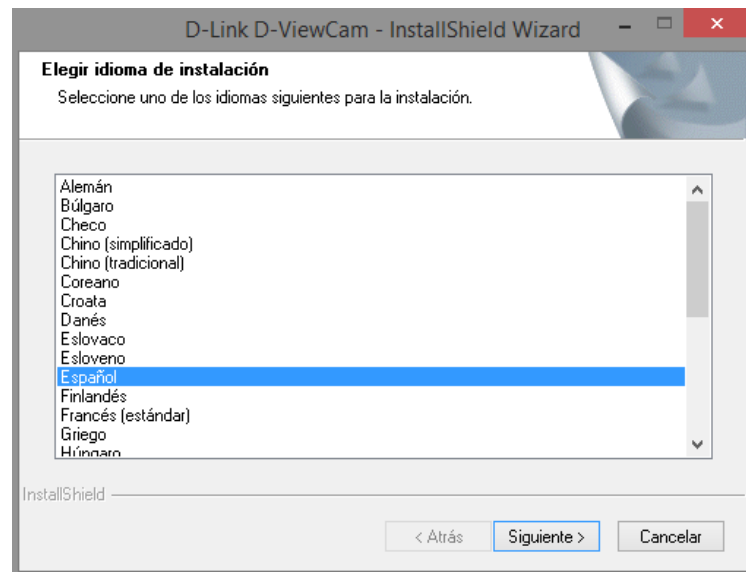 D-Link D-ViewCam - InstallShield Wizard
Elegir idioma de instalación
Seleccione uno de los idiomas siguientes para la instalación.
Alemán
Búlgaro
Checo
Chino (simplificado)
Chino (tradicional)
Coreano
Croata
Danés
Eslovaco
Esloveno
Español
Finlandés
Francés (estándar)
Griego
Húngaro
InstallShield
< Atrás
Siguiente >
Cancelar